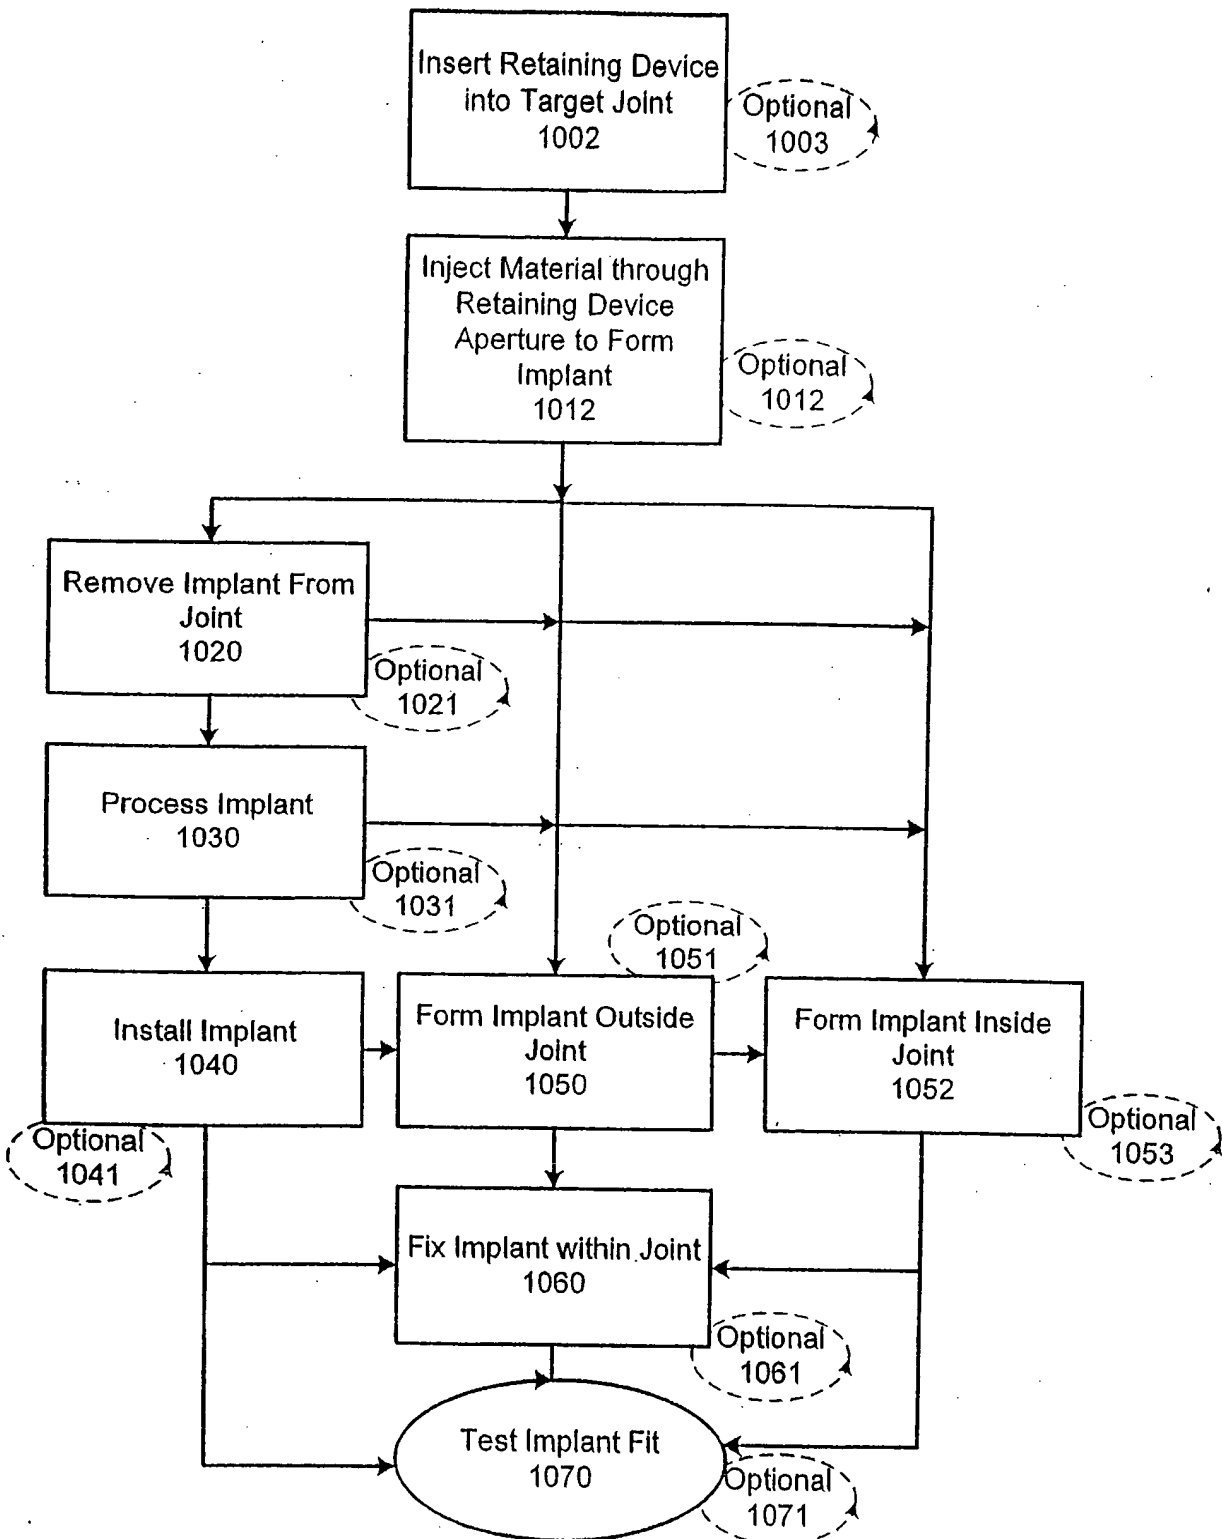 Insert Retaining Device
into Target Joint
1002
Optional
1003
Inject Material through
Retaining Device
Aperture to Form
Implant
1012
Optional
1012
Remove Implant From
Joint
1020
Optional
1021
Process Implant
1030
Optional
1031
Optional
1051
Install Implant
1040
Form Implant Outside
Joint
1050
Form Implant Inside
Joint
1052
Optional
1041
Optional
1053
Fix Implant within Joint
1060
Optional
1061
Test Implant Fit
1070
Optional
1071